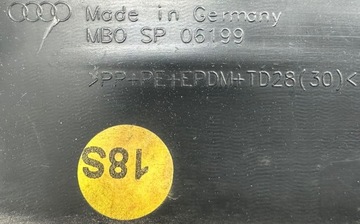 Made in Germany
MBO SP 06199
>PP+PE+EPDM+TD28(30)<
18S